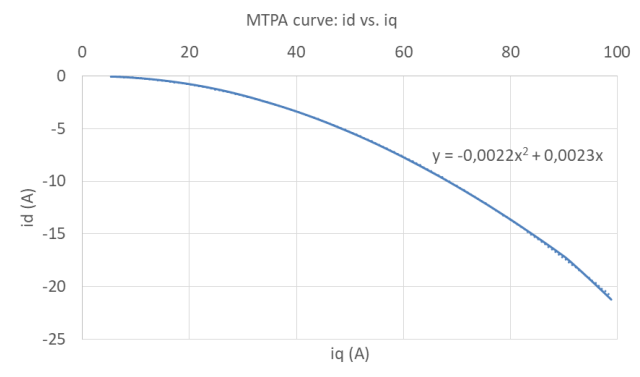 MTPA curve: id vs. iq
0 20 40 60 80 100
0
-5
y = -0,0022x² + 0,0023x
-10
id (A)
-15
-20
-25
iq (A)